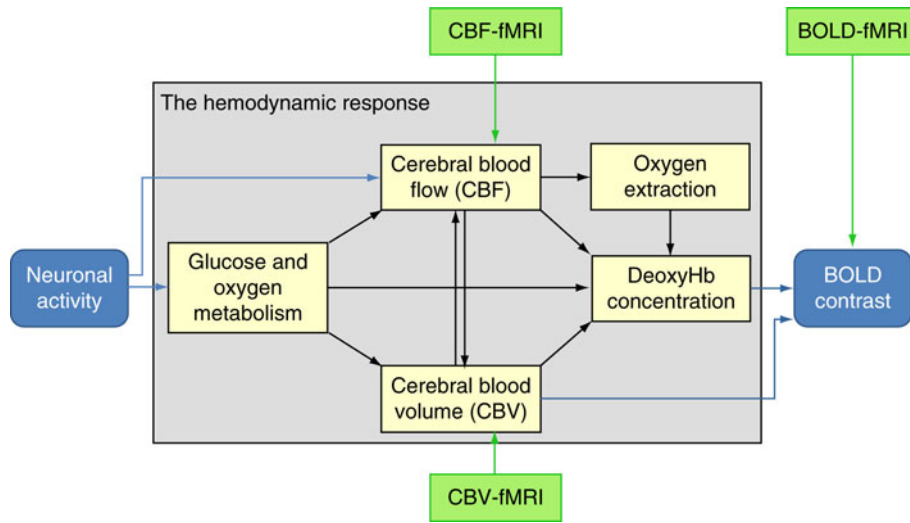 CBF-fMRI
BOLD-fMRI
The hemodynamic response
Cerebral blood
flow (CBF)
Oxygen
extraction
Neuronal
activity
Glucose and
oxygen
metabolism
DeoxyHb
concentration
BOLD
contrast
Cerebral blood
volume (CBV)
CBV-fMRI